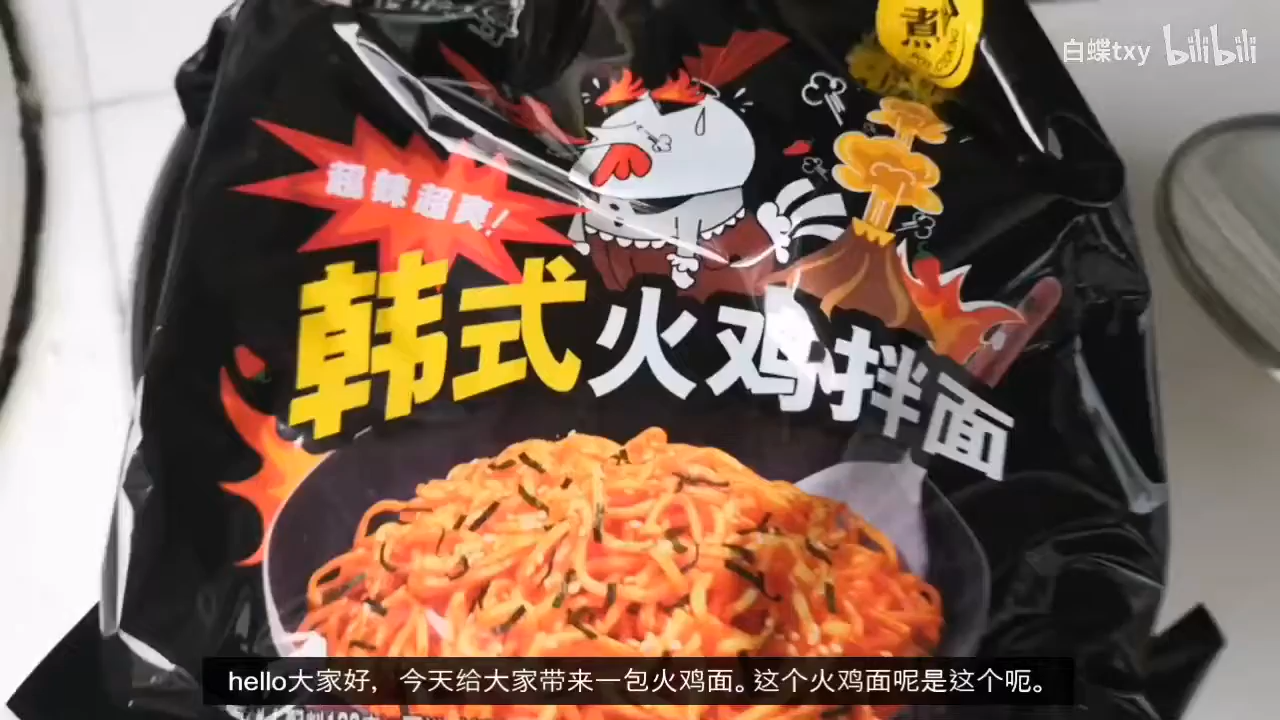 白蝶txy bilibili
煮
超辣超爽!
韩式火鸡拌面
hello大家好，今天给大家带来一包火鸡面。这个火鸡面呢是这个呃。